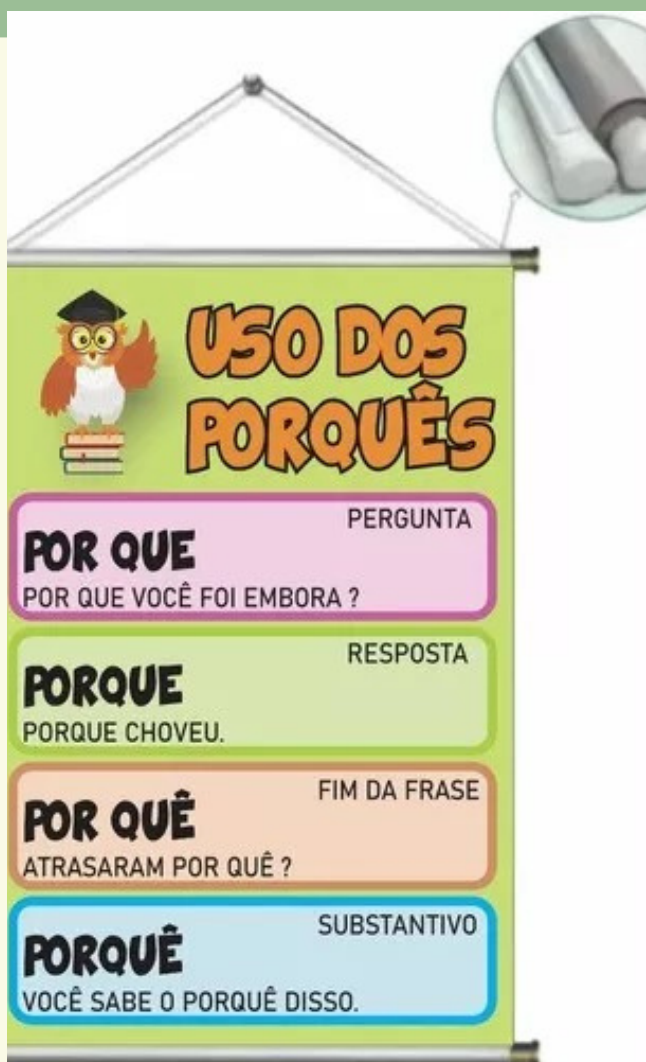 USO DOS
PORQUÊS
PERGUNTA
POR QUE
POR QUE VOCÊ FOI EMBORA ?
RESPOSTA
PORQUE
PORQUE CHOVEU.
FIM DA FRASE
POR QUÊ
ATRASARAM POR QUÊ ?
SUBSTANTIVO
PORQUÊ
VOCÊ SABE O PORQUÊ DISSO.